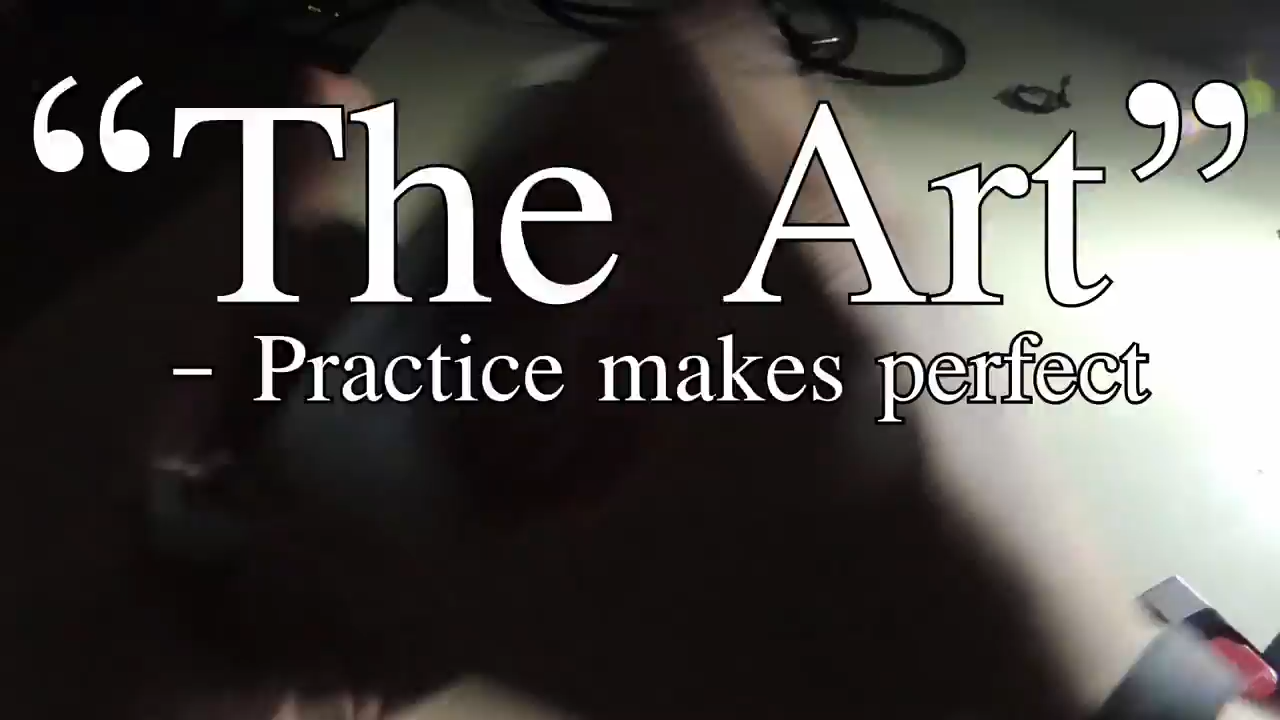 “The Art”
– Practice makes perfect